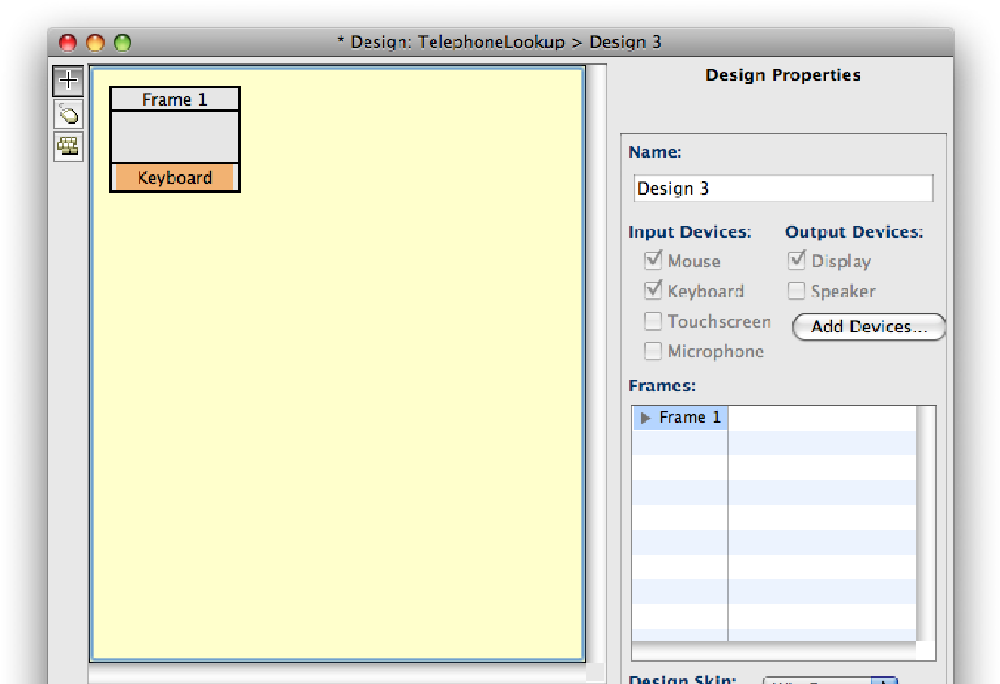 * Design: TelephoneLookup > Design 3
Frame 1
Keyboard
Design Properties
Name:
Design 3
Input Devices:
Output Devices:
Mouse
Display
Keyboard
Speaker
Touchscreen
Add Devices...
Microphone
Frames:
Frame 1
Design Skin: